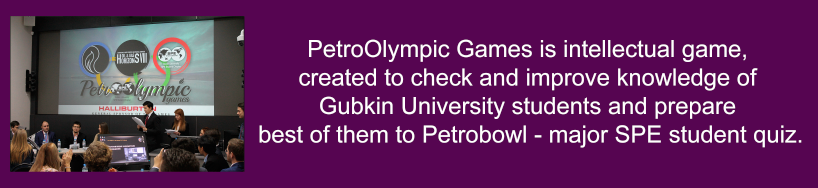 PetroOlympic
games
HALLIBURTON
PetroOlympic Games is intellectual game,
created to check and improve knowledge of
Gubkin University students and prepare
best of them to Petrobowl - major SPE student quiz.